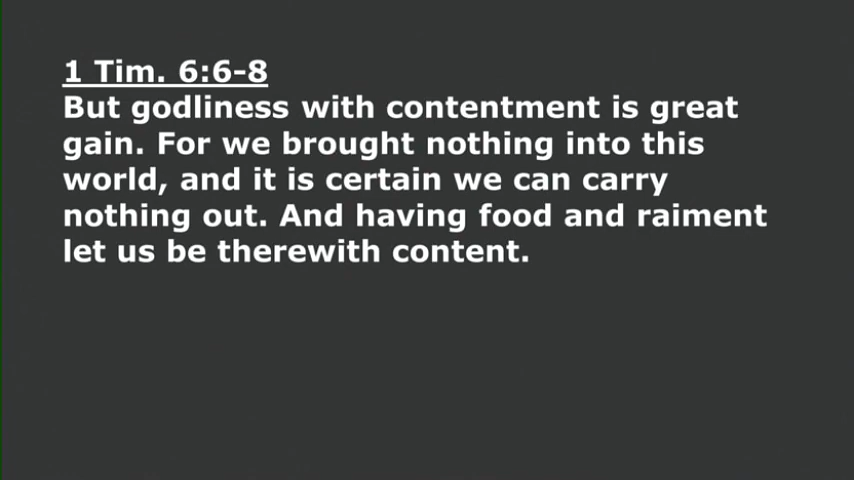 1 Tim. 6:6-8
But godliness with contentment is great
gain. For we brought nothing into this
world, and it is certain we can carry
nothing out. And having food and raiment
let us be therewith content.